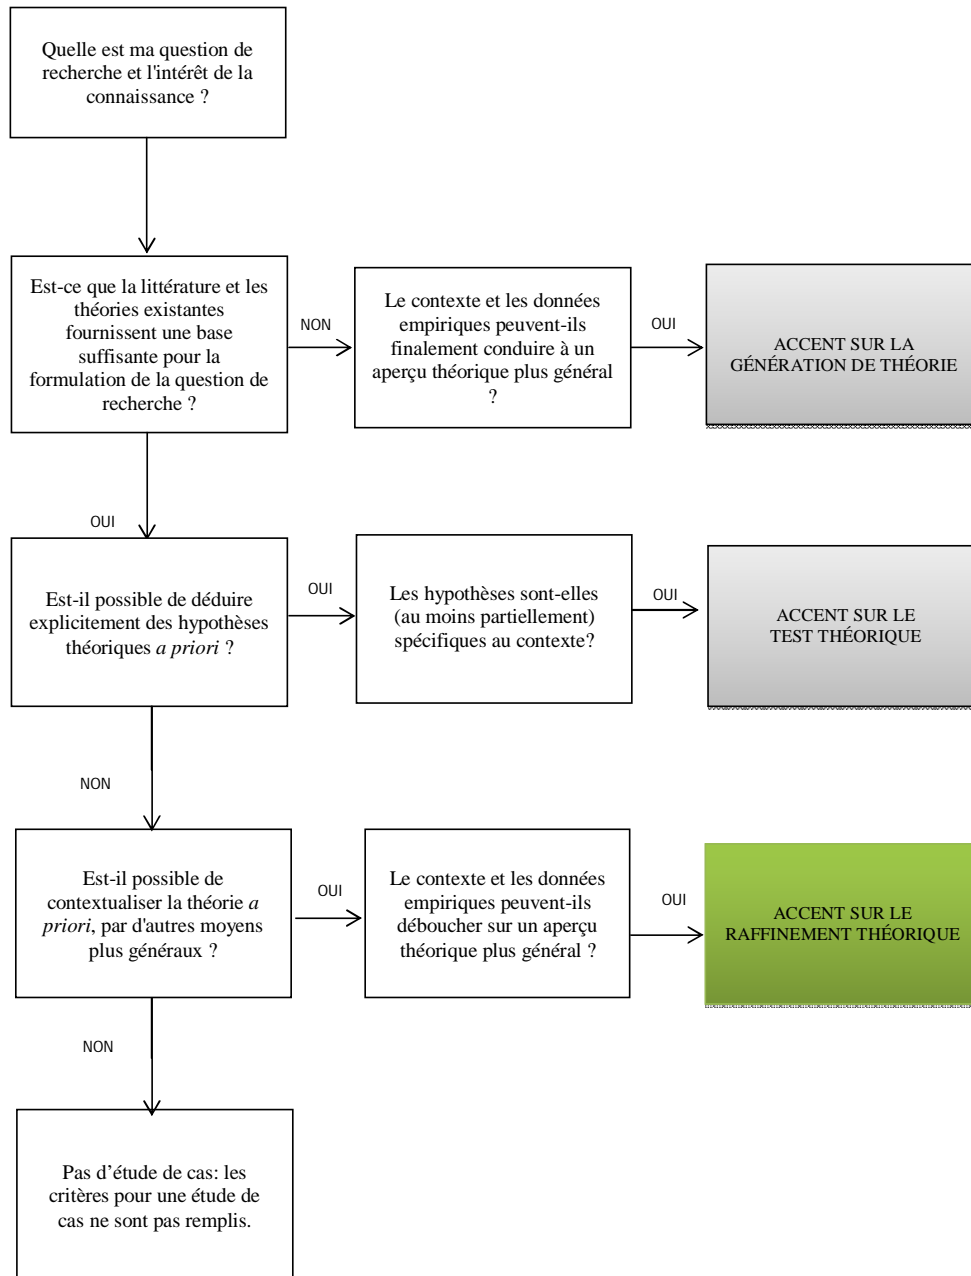 Quelle est ma question de
recherche et l'intérêt de la
connaissance ?
Est-ce que la littérature et les
théories existantes
fournissent une base
suffisante pour la
formulation de la question de
recherche ?
NON
Le contexte et les données
empiriques peuvent-ils
finalement conduire à un
aperçu théorique plus général
?
OUI
ACCENT SUR LA
GÉNÉRATION DE THÉORIE
OUI
Est-il possible de déduire
explicitement des hypothèses
théoriques a priori ?
OUI
Les hypothèses sont-elles
(au moins partiellement)
spécifiques au contexte?
OUI
ACCENT SUR LE
TEST THÉORIQUE
NON
Est-il possible de
contextualiser la théorie a
priori, par d'autres moyens
plus généraux ?
OUI
Le contexte et les données
empiriques peuvent-ils
déboucher sur un aperçu
théorique plus général ?
OUI
ACCENT SUR LE
RAFFINEMENT THÉORIQUE
NON
Pas d’étude de cas: les
critères pour une étude de
cas ne sont pas remplis.